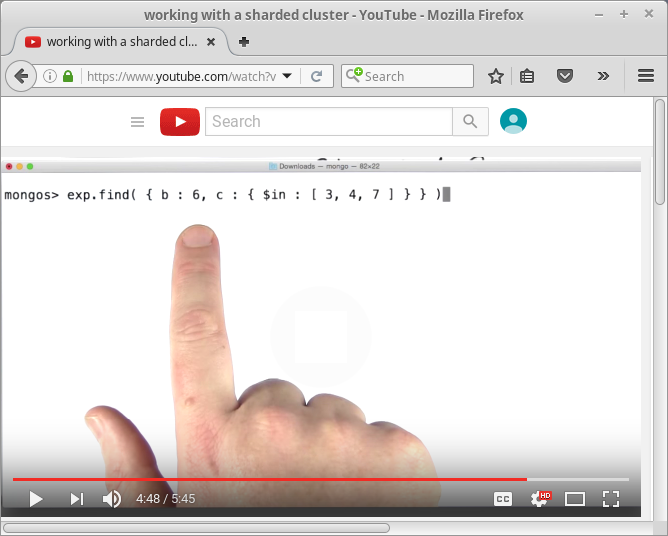 working with a sharded cluster - YouTube - Mozilla Firefox
working with a sharded cl...
https://www.youtube.com/watch?v
Search
Search
Downloads — mongo — 82×22
mongos> exp.find( { b : 6, c : { $in : [ 3, 4, 7 ] } } )
4:48 / 5:45
CC
HD